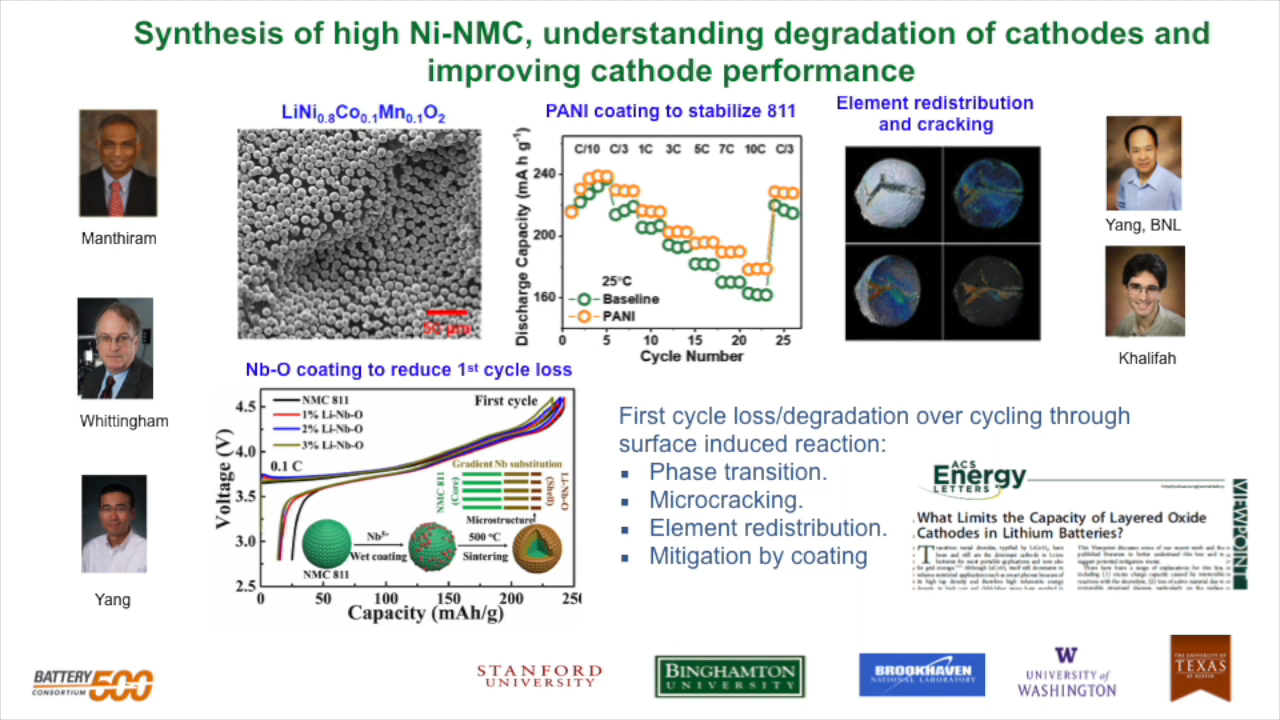 Synthesis of high Ni-NMC, understanding degradation of cathodes and
improving cathode performance
Manthiram
Whittingham
Yang
LiNi0.8Co0.1Mn0.1O2
50 µm
PANI coating to stabilize 811
Discharge Capacity (mA h g-1)
240
200
160
C/10 C/3 1C 3C 5C 7C 10C C/3
25°C
Baseline
PANI
0 5 10 15 20 25
Cycle Number
Element redistribution
and cracking
Yang, BNL
Khalifah
Nb-O coating to reduce 1st cycle loss
Voltage (V)
4.5
4.0
3.5
3.0
2.5
NMC 811
1% Li-Nb-O
2% Li-Nb-O
3% Li-Nb-O
First cycle
0.1 C
Gradient Nb substitution
NMC 811
(Core)
Li-Nb-O
(Shell)
Microstructure
Nb5+
Wet coating
500 °C
Sintering
NMC 811
0 50 100 150 200 250
Capacity (mAh/g)
First cycle loss/degradation over cycling through
surface induced reaction:
▪ Phase transition.
▪ Microcracking.
▪ Element redistribution.
▪ Mitigation by coating
ACS
Energy
LETTERS
VIEWPOINT
What Limits the Capacity of Layered Oxide
Cathodes in Lithium Batteries?
BATTERY
CONSORTIUM 500
STANFORD
UNIVERSITY
BINGHAMTON
UNIVERSITY
BROOKHAVEN
NATIONAL LABORATORY
W
UNIVERSITY of
WASHINGTON
THE UNIVERSITY OF
TEXAS
AT AUSTIN